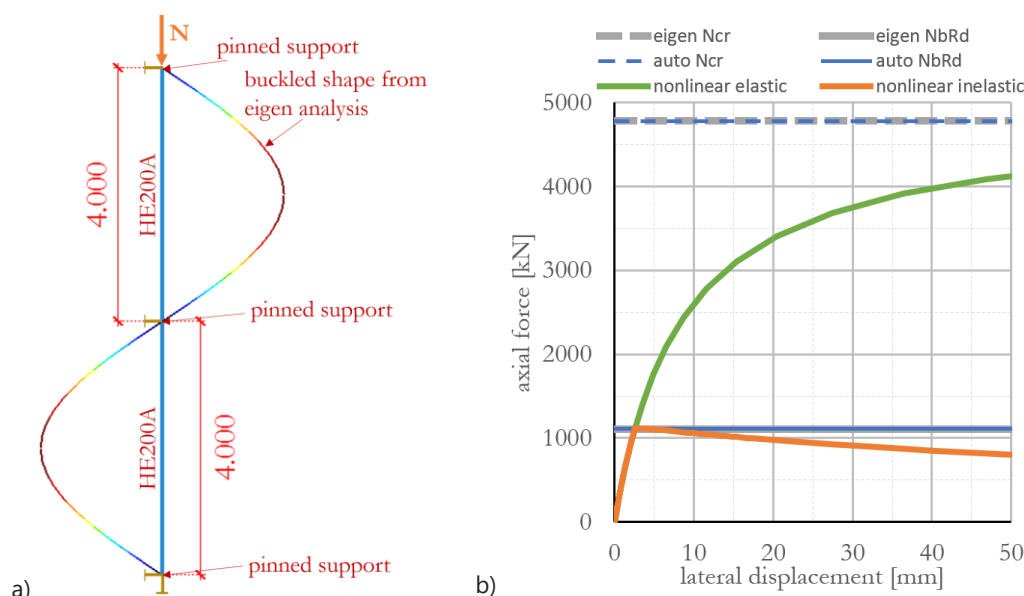 N
pinned support
buckled shape from
eigen analysis
4.000
HE200A
pinned support
HE200A
4.000
pinned support
a)
eigen Ncr
eigen NbRd
auto Ncr
auto NbRd
nonlinear elastic
nonlinear inelastic
axial force [kN]
5000
4000
3000
2000
1000
0
0 10 20 30 40 50
lateral displacement [mm]
b)